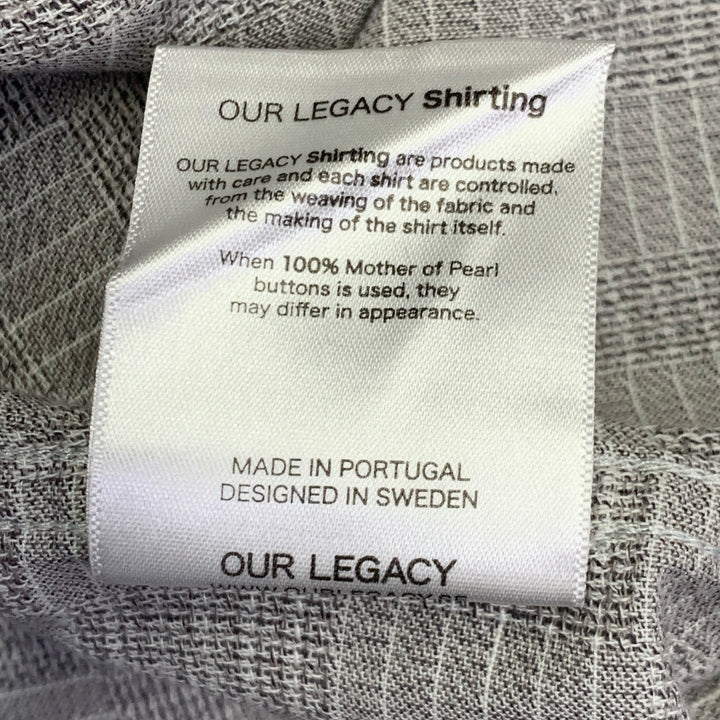 OUR LEGACY Shirting
OUR LEGACY Shirting are products made
with care and each shirt are controlled,
from the weaving of the fabric and
the making of the shirt itself.
When 100% Mother of Pearl
buttons is used, they
may differ in appearance.
MADE IN PORTUGAL
DESIGNED IN SWEDEN
OUR LEGACY